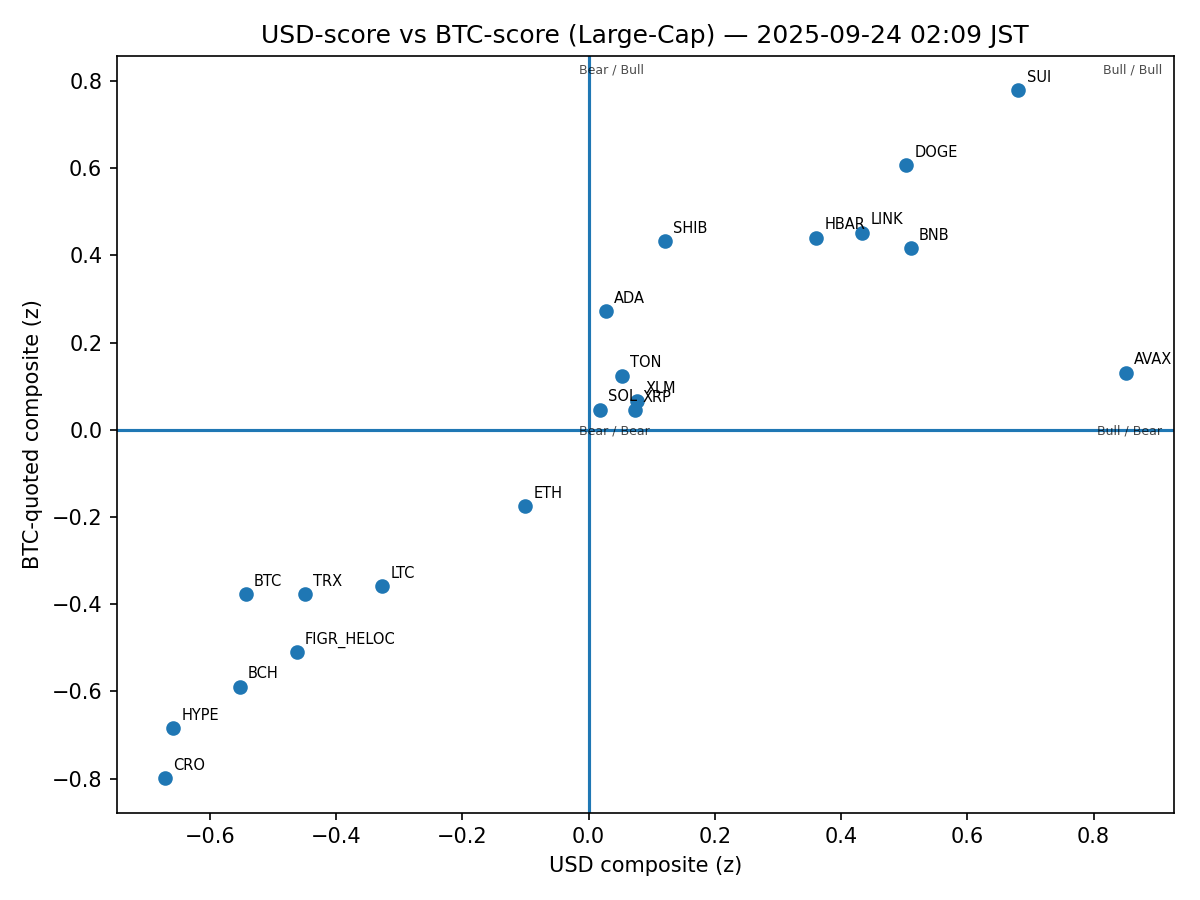 USD-score vs BTC-score (Large-Cap) — 2025-09-24 02:09 JST
Bear / Bull
Bull / Bull
SUI
DOGE
SHIB
HBAR
LINK
BNB
ADA
TON
AVAX
XLM
SOL
XRP
Bear / Bear
Bull / Bear
ETH
BTC
TRX
LTC
FIGR_HELOC
BCH
HYPE
CRO
0.8
0.6
0.4
0.2
0.0
−0.2
−0.4
−0.6
−0.8
BTC-quoted composite (z)
−0.6
−0.4
−0.2
0.0
0.2
0.4
0.6
0.8
USD composite (z)